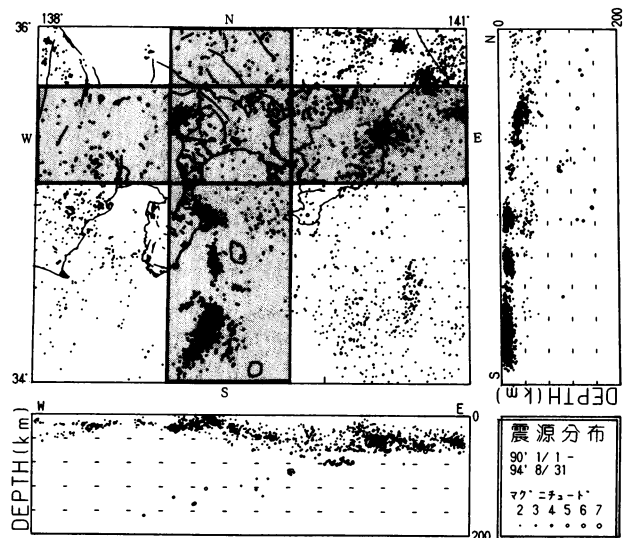 138°
N
141°
36°
W
E
34°
S
N
S
0
200
DEPTH(km)
W
E
0
200
DEPTH(km)
震源分布
90' 1/ 1 -
94' 8/ 31
マグニチュード
2 3 4 5 6 7